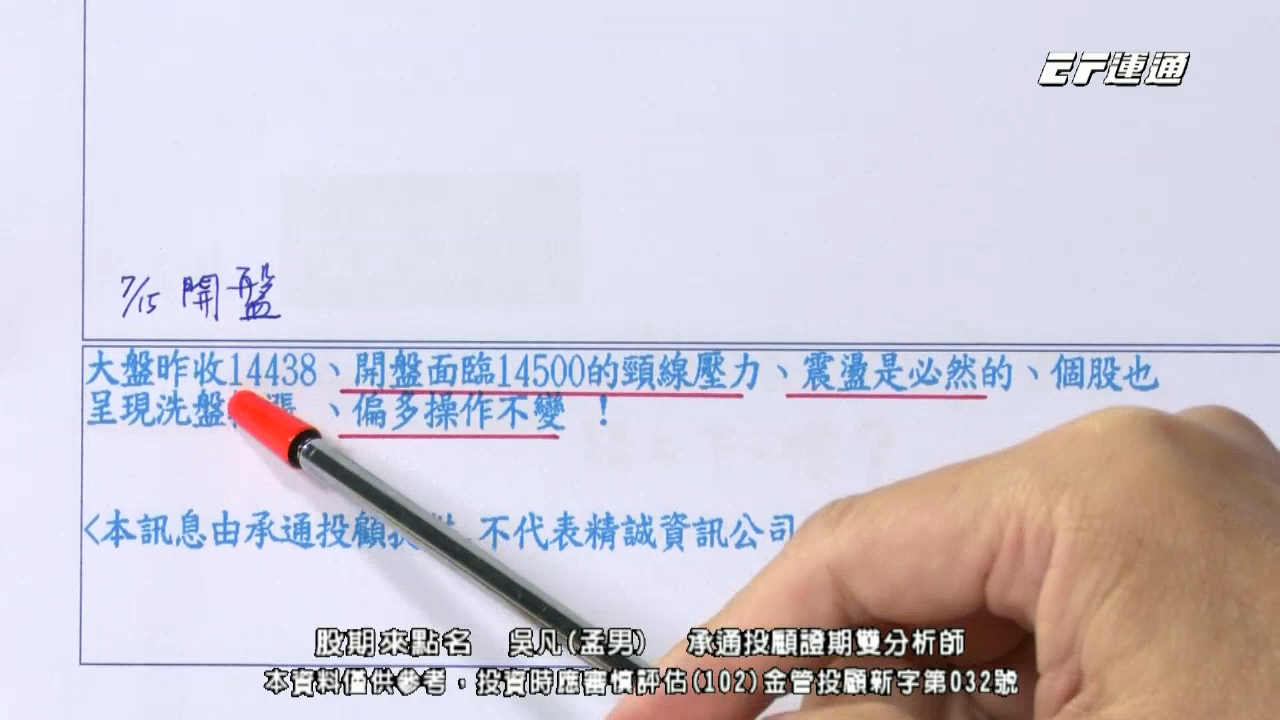 運通
7/15 開盤
大盤昨收14438、開盤面臨14500的頸線壓力、震盪是必然的、個股也
呈現洗盤 漲 、偏多操作不變 !
<本訊息由承通投顧 不代表精誠資訊公司
股期來點名 吳凡(孟男) 承通投顧證期雙分析師
本資料僅供參考,投資時應審慎評估(102)金管投顧新字第032號